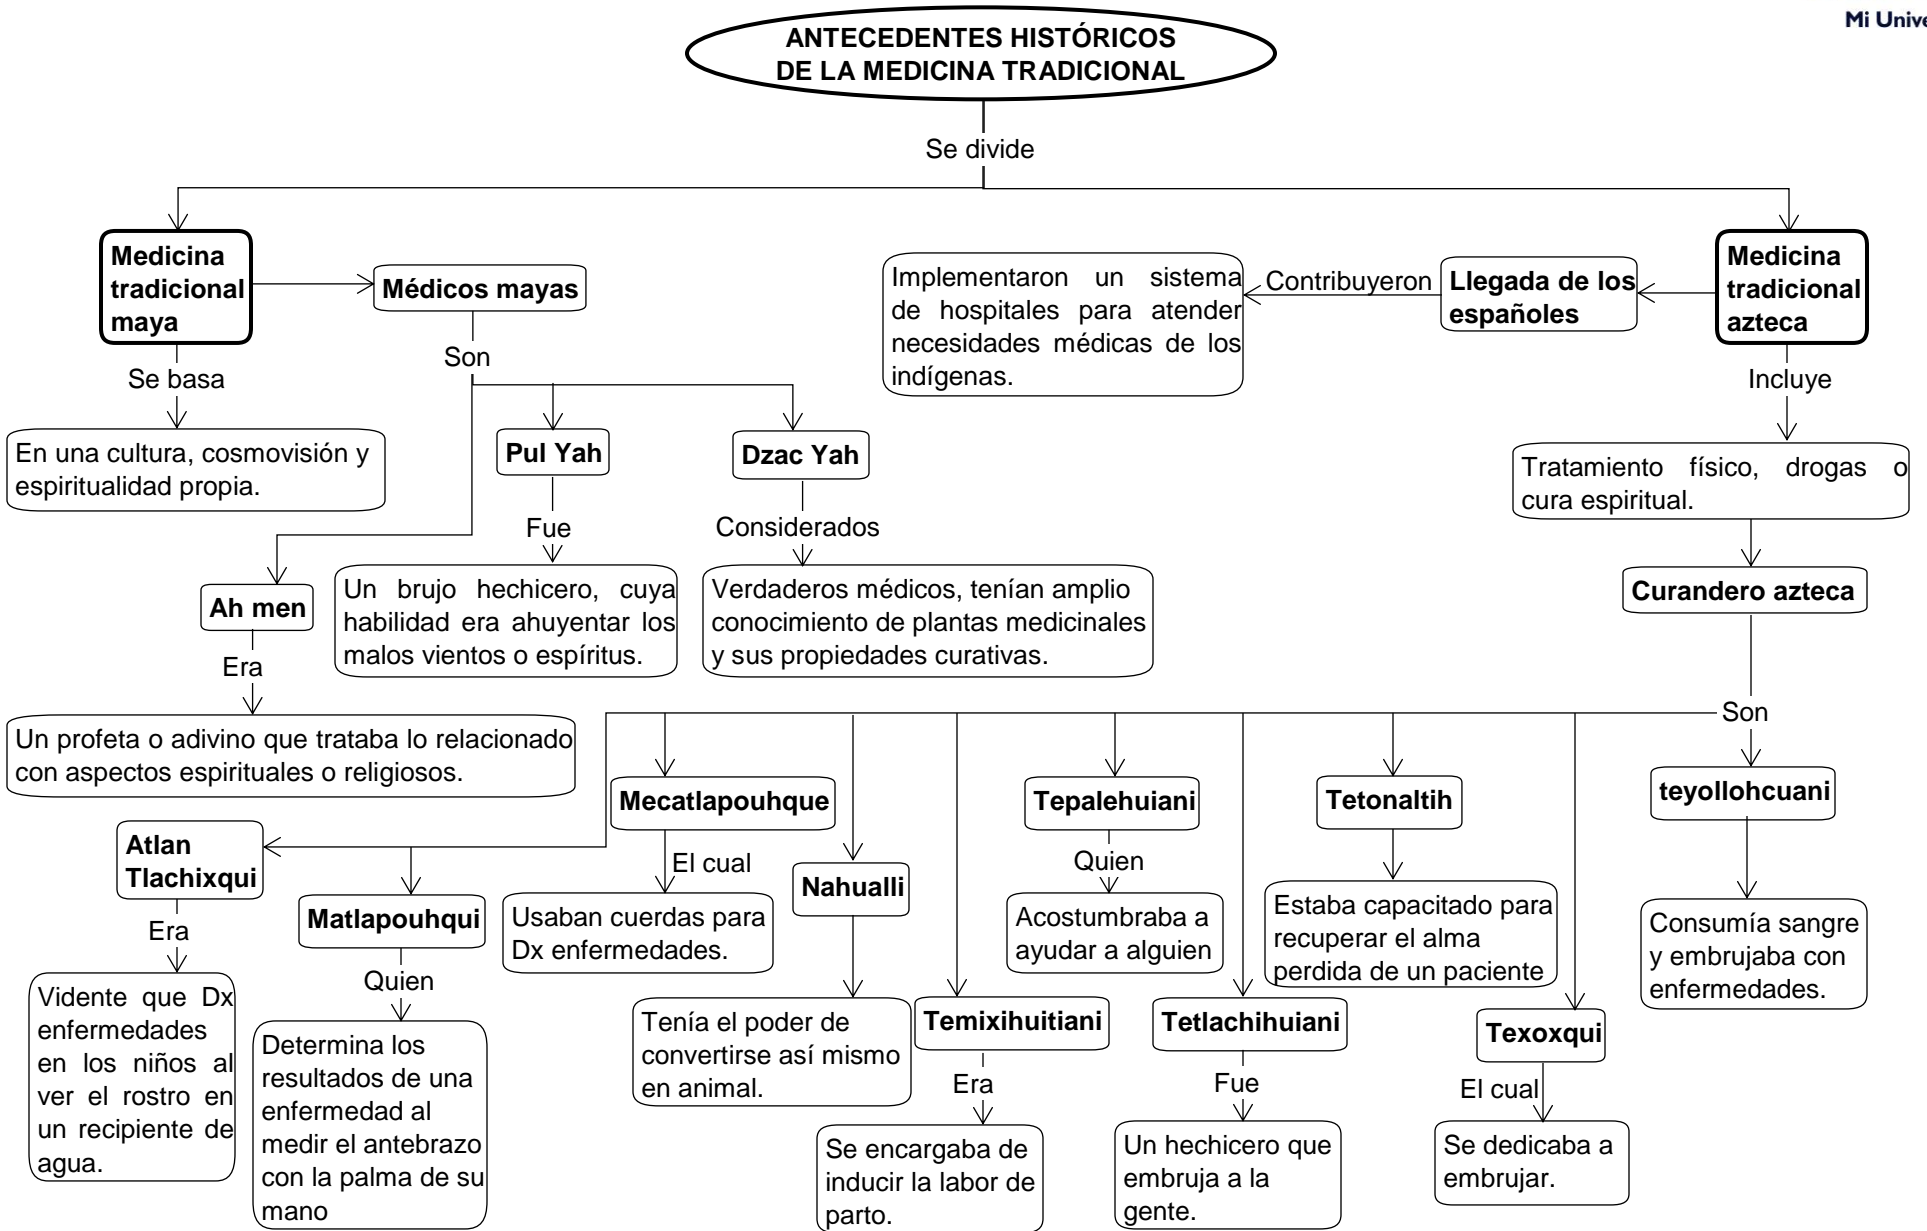 Mi Unive
ANTECEDENTES HISTÓRICOS
DE LA MEDICINA TRADICIONAL
Se divide
Medicina
tradicional
maya
Médicos mayas
Se basa
En una cultura, cosmovisión y
espiritualidad propia.
Son
Pul Yah
Dzac Yah
Fue
Considerados
Un brujo hechicero, cuya
habilidad era ahuyentar los
malos vientos o espíritus.
Verdaderos médicos, tenían amplio
conocimiento de plantas medicinales
y sus propiedades curativas.
Ah men
Era
Un profeta o adivino que trataba lo relacionado
con aspectos espirituales o religiosos.
Medicina
tradicional
azteca
Llegada de los
españoles
Contribuyeron
Implementaron un sistema
de hospitales para atender
necesidades médicas de los
indígenas.
Incluye
Tratamiento físico, drogas o
cura espiritual.
Curandero azteca
Son
Atlan
Tlachixqui
Era
Vidente que Dx
enfermedades
en los niños al
ver el rostro en
un recipiente de
agua.
Matlapouhqui
Quien
Determina los
resultados de una
enfermedad al
medir el antebrazo
con la palma de su
mano
Mecatlapouhque
El cual
Usaban cuerdas para
Dx enfermedades.
Nahualli
Tenía el poder de
convertirse así mismo
en animal.
Temixihuitiani
Era
Se encargaba de
inducir la labor de
parto.
Tepalehuiani
Quien
Acostumbraba a
ayudar a alguien
Tetlachihuiani
Fue
Un hechicero que
embruja a la
gente.
Tetonaltih
Estaba capacitado para
recuperar el alma
perdida de un paciente
Texoxqui
El cual
Se dedicaba a
embrujar.
teyollohcuani
Consumía sangre
y embrujaba con
enfermedades.